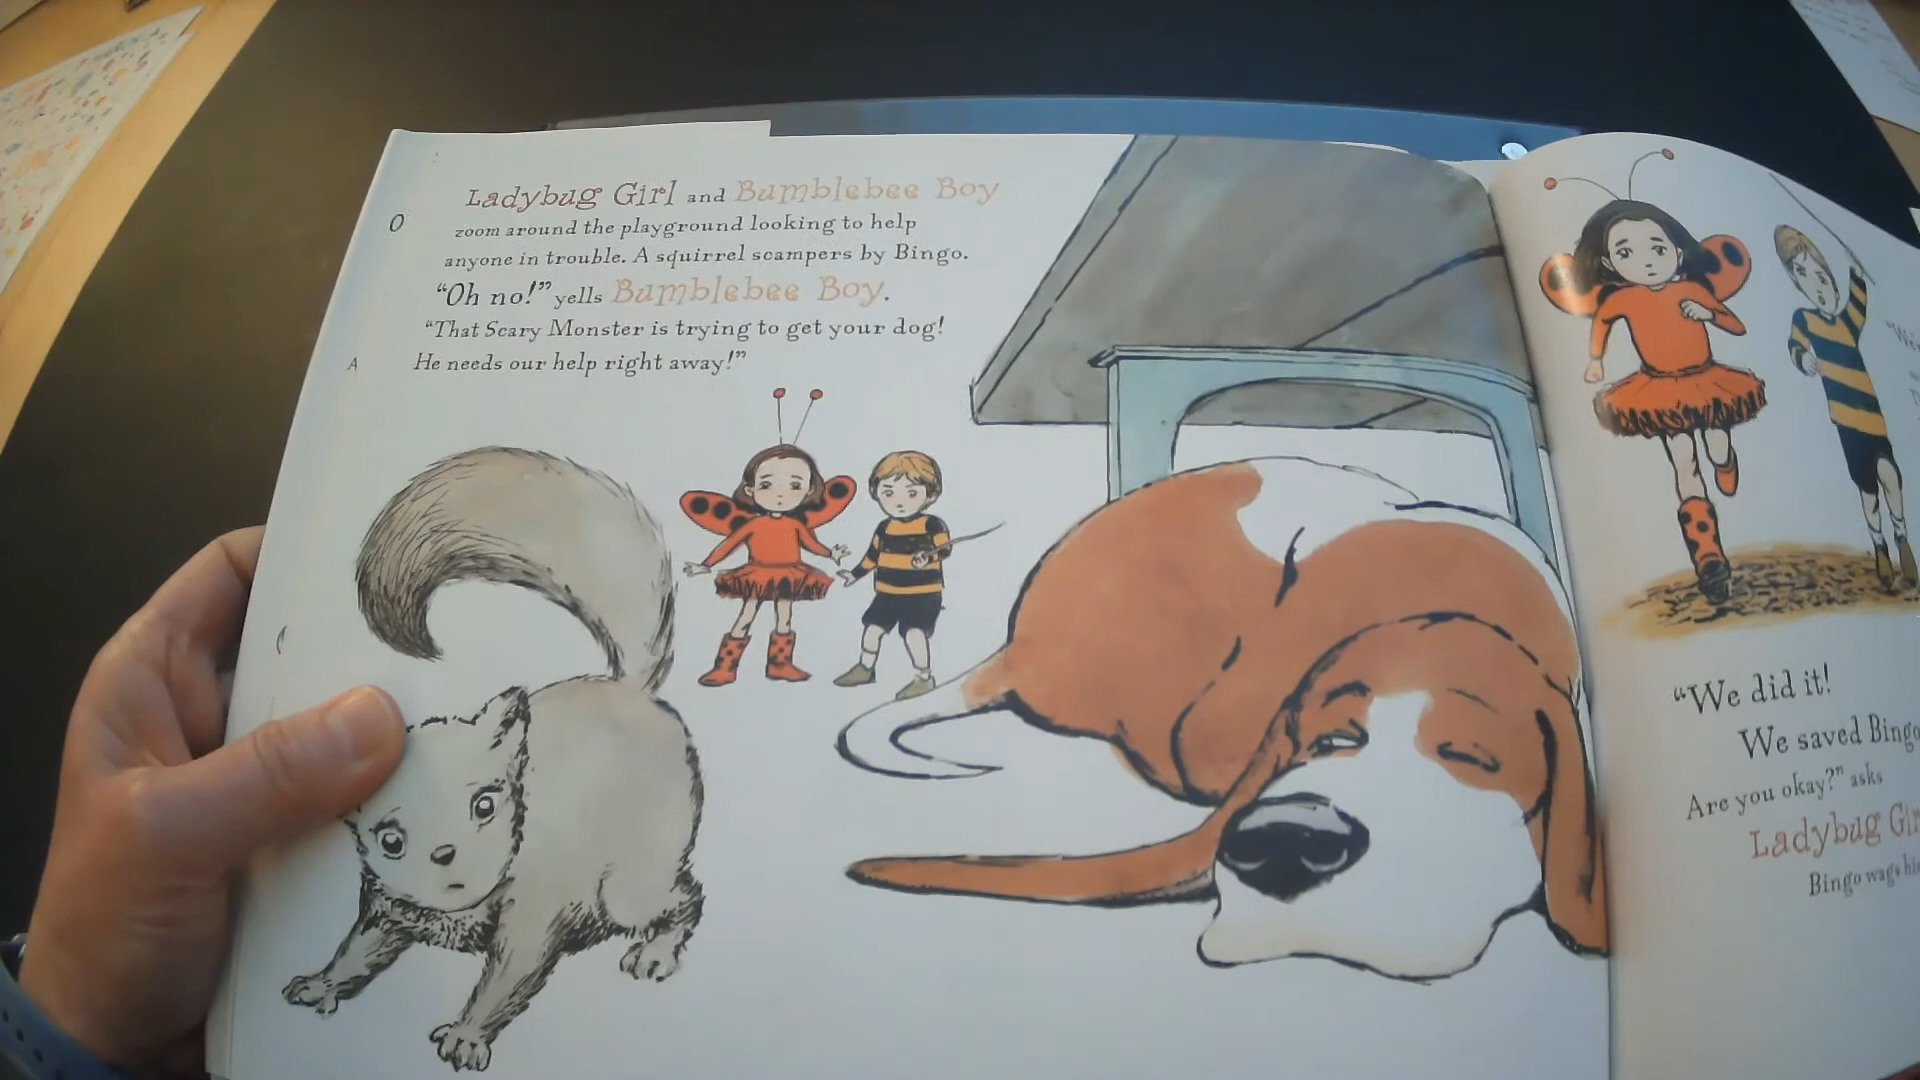 Ladybug Girl and Bumblebee Boy
zoom around the playground looking to help
anyone in trouble. A squirrel scampers by Bingo.
"Oh no!" yells Bumblebee Boy.
"That Scary Monster is trying to get your dog!
He needs our help right away!"
O
A
"We did it!
We saved Bingo
Are you okay?" asks
Ladybug
Bingo wags